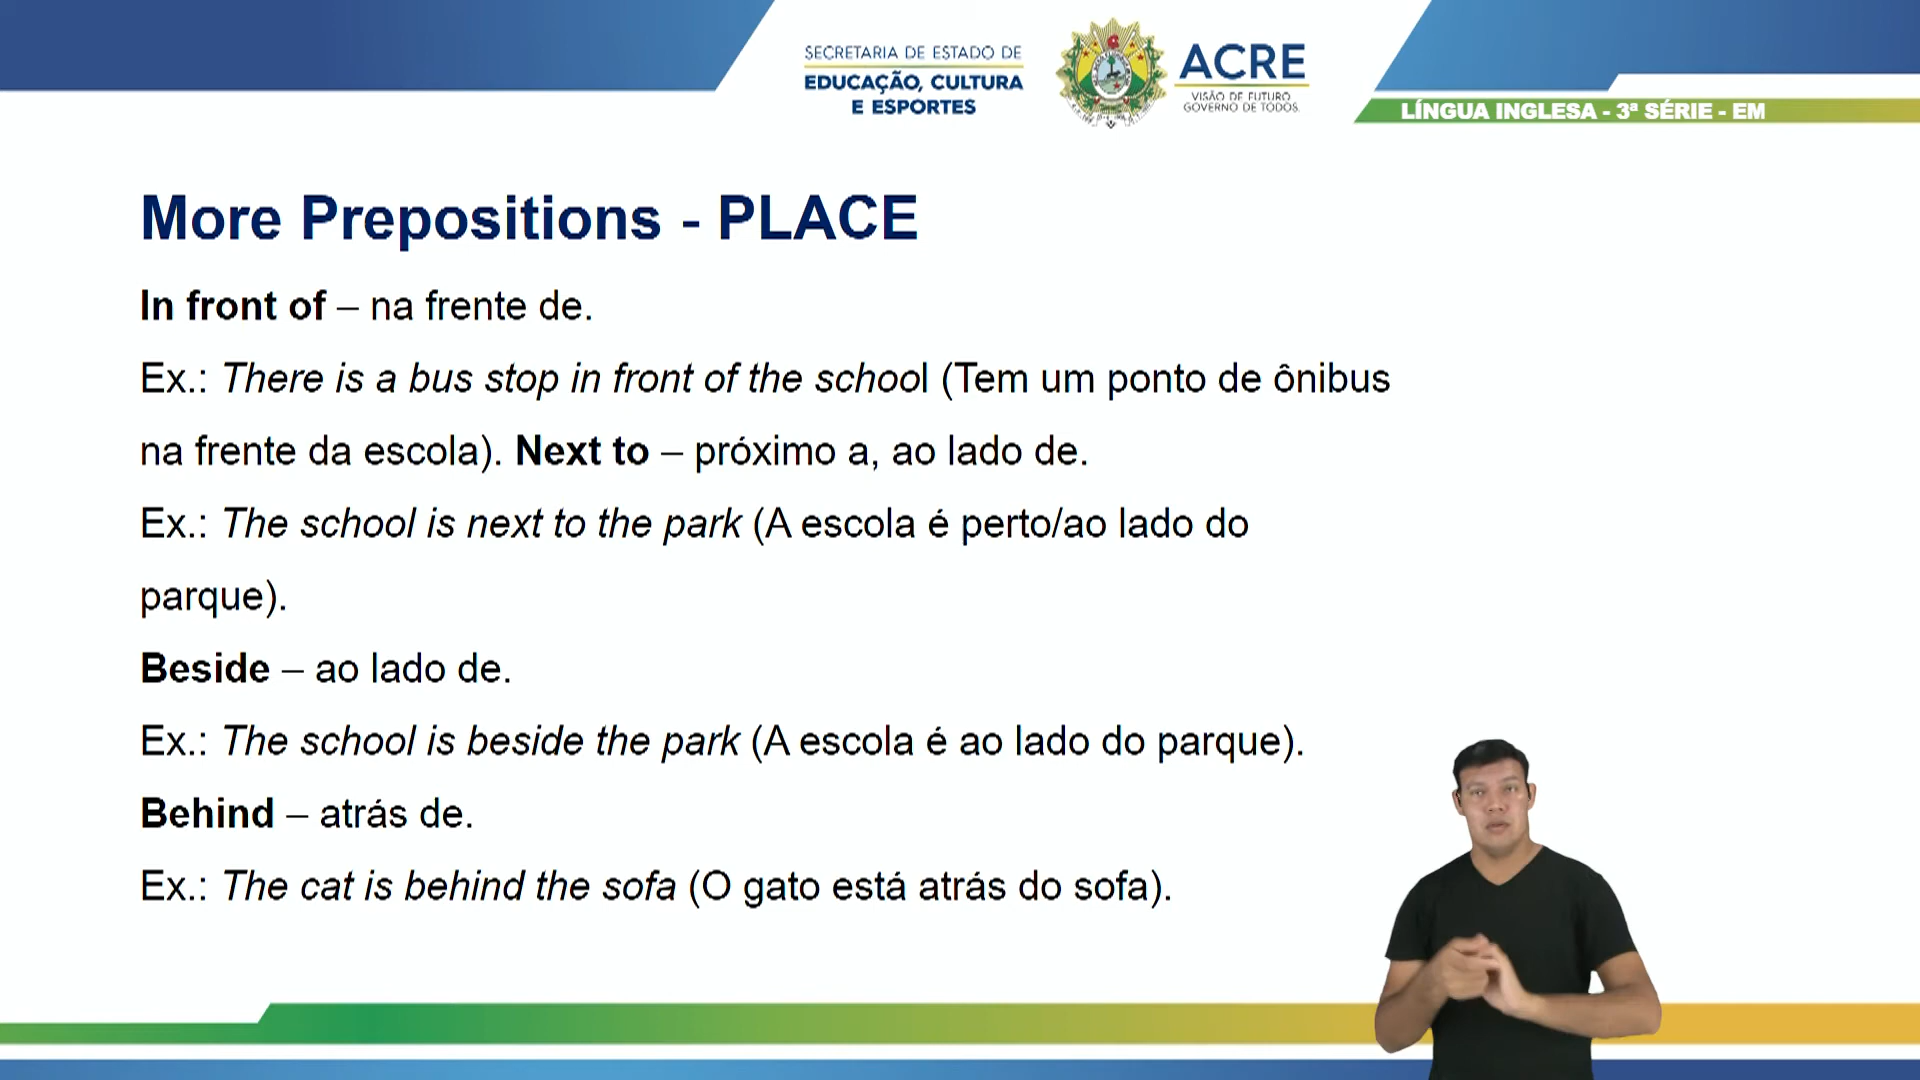 SECRETARIA DE ESTADO DE
EDUCAÇÃO, CULTURA
E ESPORTES
ACRE
VISÃO DE FUTURO
GOVERNO DE TODOS.
LÍNGUA INGLESA - 3ª SÉRIE - EM
More Prepositions - PLACE
In front of – na frente de.
Ex.: There is a bus stop in front of the school (Tem um ponto de ônibus
na frente da escola). Next to – próximo a, ao lado de.
Ex.: The school is next to the park (A escola é perto/ao lado do
parque).
Beside – ao lado de.
Ex.: The school is beside the park (A escola é ao lado do parque).
Behind – atrás de.
Ex.: The cat is behind the sofa (O gato está atrás do sofa).